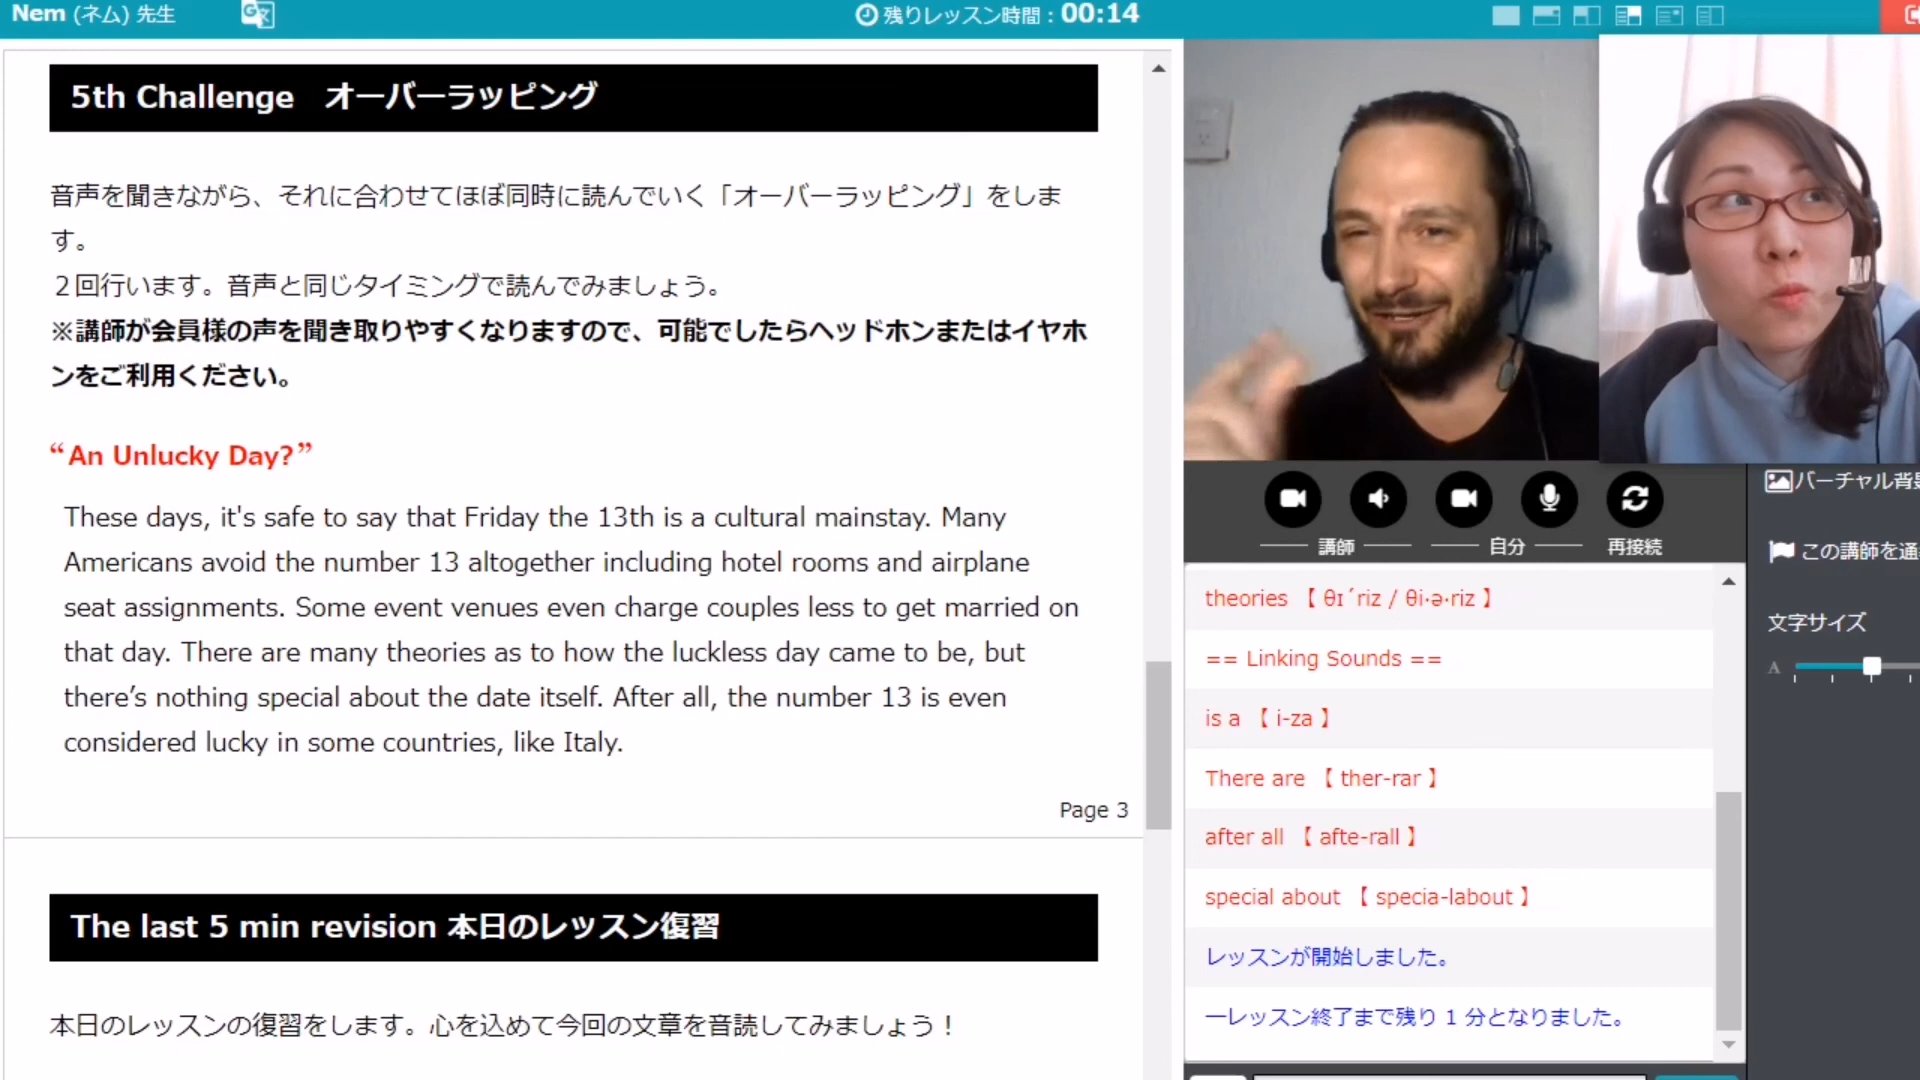 Nem (ネム) 先生
残りレッスン時間 : 00:14
5th Challenge オーバーラッピング
音声を聞きながら、それに合わせてほぼ同時に読んでいく「オーバーラッピング」をしま
す。
２回行います。音声と同じタイミングで読んでみましょう。
※講師が会員様の声を聞き取りやすくなりますので、可能でしたらヘッドホンまたはイヤホ
ンをご利用ください。
“An Unlucky Day?”
These days, it's safe to say that Friday the 13th is a cultural mainstay. Many
Americans avoid the number 13 altogether including hotel rooms and airplane
seat assignments. Some event venues even charge couples less to get married on
that day. There are many theories as to how the luckless day came to be, but
there’s nothing special about the date itself. After all, the number 13 is even
considered lucky in some countries, like Italy.
Page 3
The last 5 min revision 本日のレッスン復習
本日のレッスンの復習をします。心を込めて今回の文章を音読してみましょう！
講師
自分
再接続
theories 【 θɪˊriz / θi·ə·riz 】
== Linking Sounds ==
is a 【 i-za 】
There are 【 ther-rar 】
after all 【 afte-rall 】
special about 【 specia-labout 】
レッスンが開始しました。
一レッスン終了まで残り 1 分となりました。
バーチャル背
この講師を通
文字サイズ
A